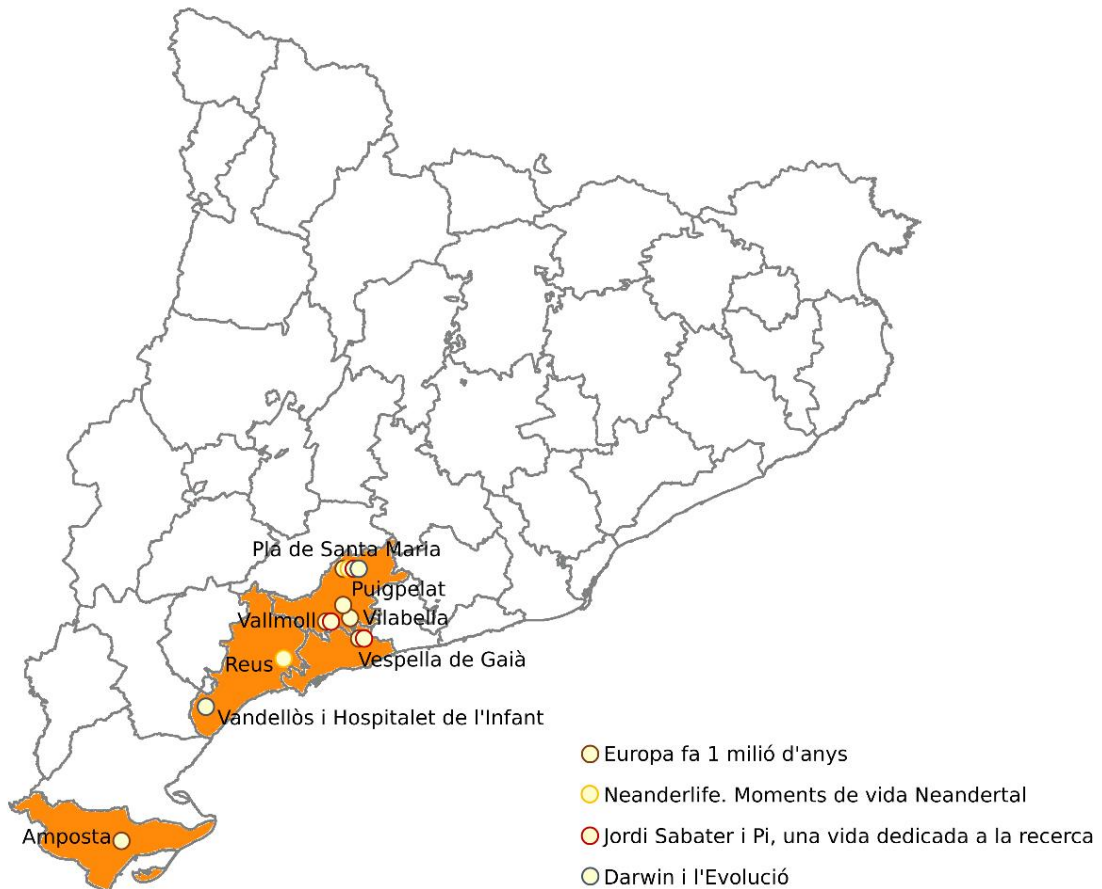 Plà de Santa Maria
Puigpelat
Vallmoll
Vilabella
Reus
Vespella de Gaià
Vandellòs i Hospitalet de l'Infant
Amposta
Europa fa 1 milió d'anys
Neanderlife. Moments de vida Neandertal
Jordi Sabater i Pi, una vida dedicada a la recerca
Darwin i l'Evolució